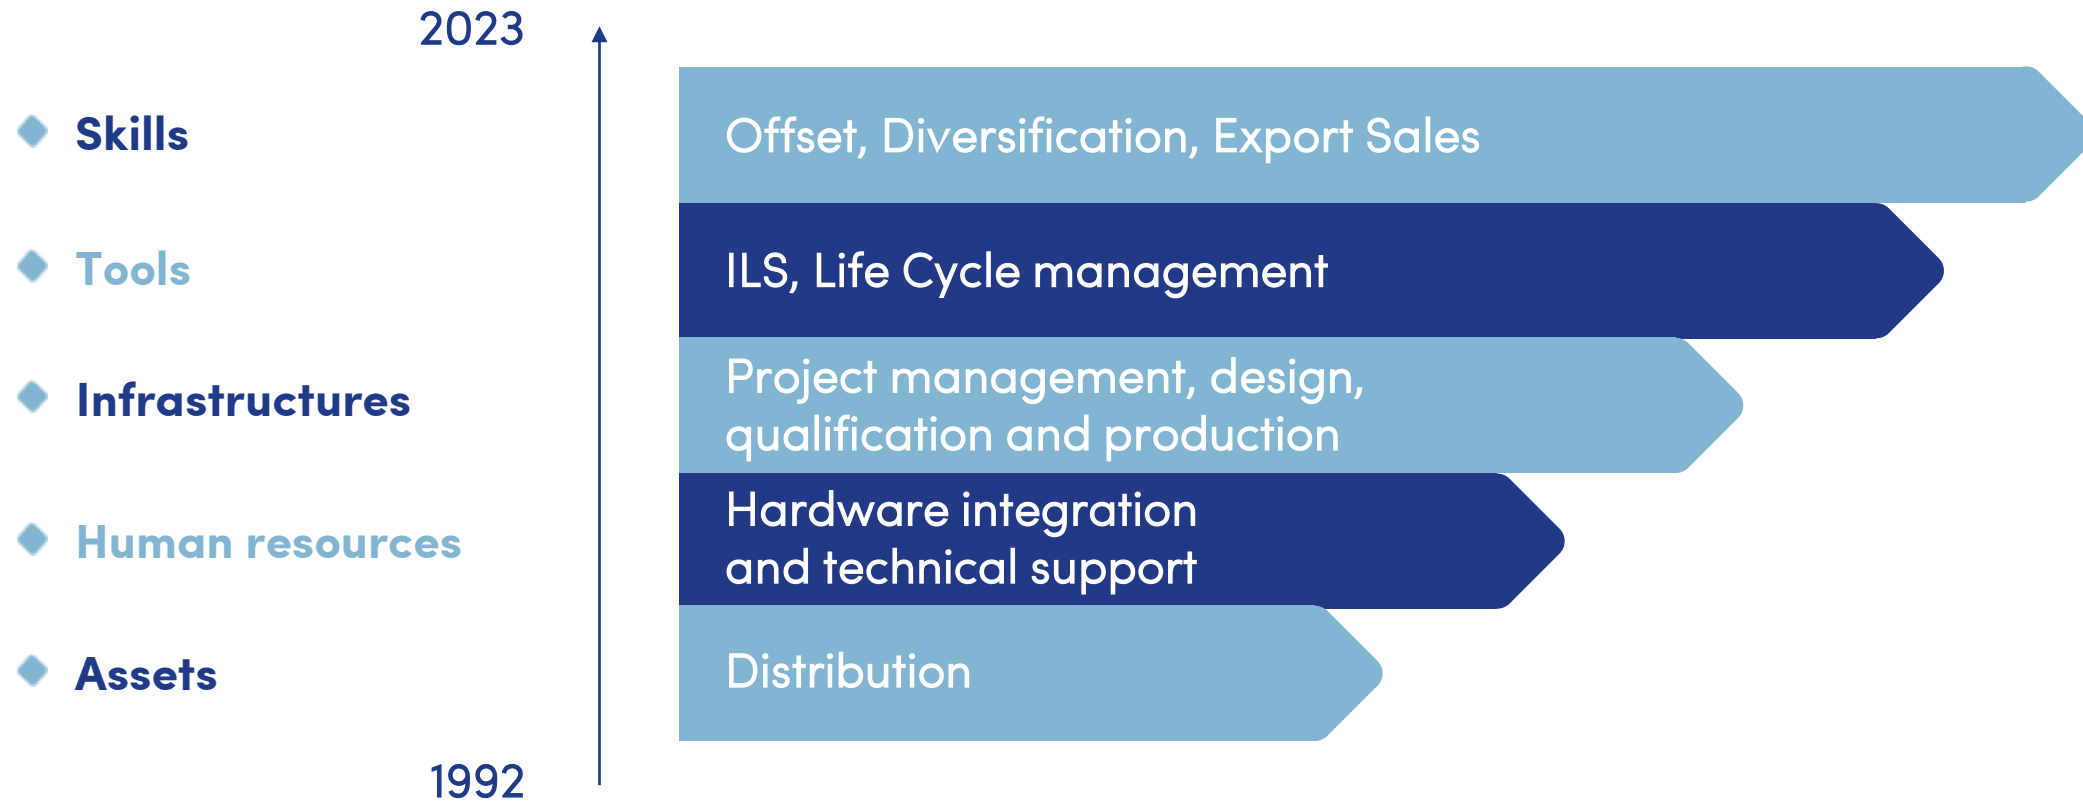 2023
Skills
Offset, Diversification, Export Sales
Tools
ILS, Life Cycle management
Infrastructures
Project management, design,
qualification and production
Human resources
Hardware integration
and technical support
Assets
Distribution
1992